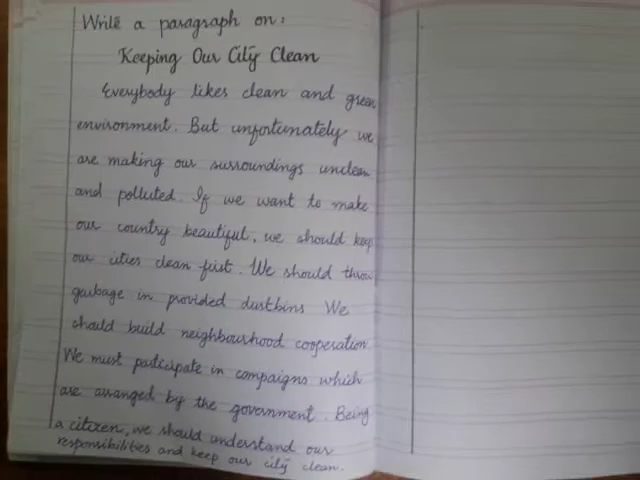 Write a paragraph on:
Keeping Our City Clean
Everybody likes clean and green
environment. But unfortunately we
are making our surroundings unclean
and polluted. If we want to make
our country beautiful, we should keep
our cities clean first. We should throw
garbage in provided dustbins We
should build neighbourshood cooperation.
We must participate in campaigns which
are arranged by the government. Being
a citizen, we should understand our
responsibilities and keep our city clean.